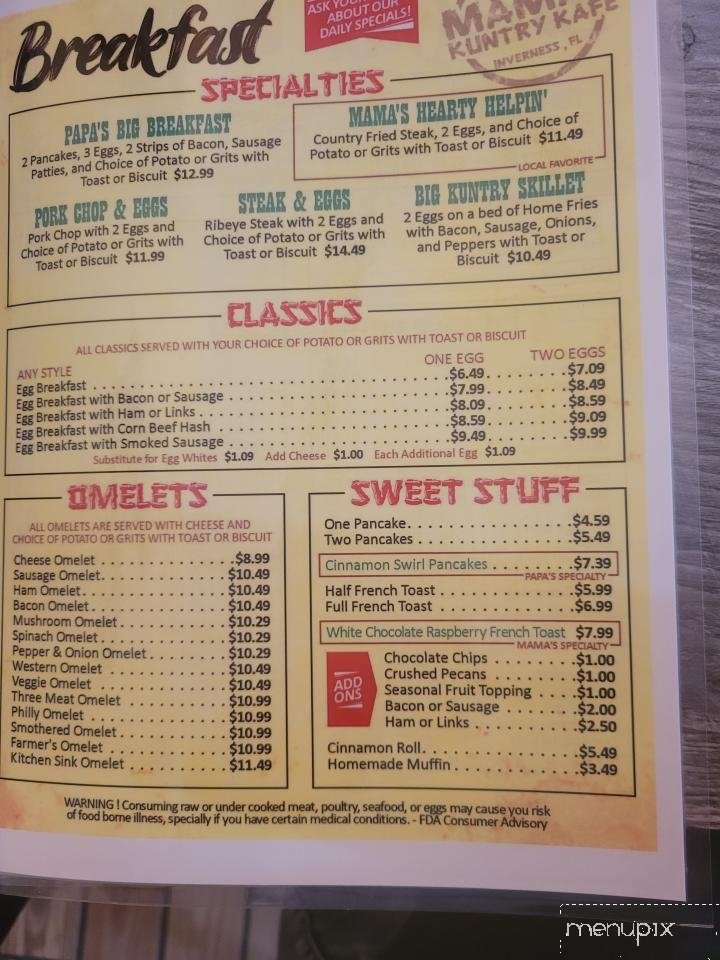 Breakfast
ASK YOUR
ABOUT OUR
DAILY SPECIALS!
KUNTRY KAFE
INVERNESS, FL
SPECIALTIES
PAPA'S BIG BREAKFAST
2 Pancakes, 3 Eggs, 2 Strips of Bacon, Sausage
Patties, and Choice of Potato or Grits with
Toast or Biscuit $12.99
MAMA'S HEARTY HELPIN'
Country Fried Steak, 2 Eggs, and Choice of
Potato or Grits with Toast or Biscuit $11.49
LOCAL FAVORITE
PORK CHOP & EGGS
Pork Chop with 2 Eggs and
Choice of Potato or Grits with
Toast or Biscuit $11.99
STEAK & EGGS
Ribeye Steak with 2 Eggs and
Choice of Potato or Grits with
Toast or Biscuit $14.49
BIG KUNTRY SKILLET
2 Eggs on a bed of Home Fries
with Bacon, Sausage, Onions,
and Peppers with Toast or
Biscuit $10.49
CLASSICS
ALL CLASSICS SERVED WITH YOUR CHOICE OF POTATO OR GRITS WITH TOAST OR BISCUIT
ANY STYLE ONE EGG TWO EGGS
Egg Breakfast $6.49 $7.09
Egg Breakfast with Bacon or Sausage $7.99 $8.49
Egg Breakfast with Ham or Links $8.09 $8.59
Egg Breakfast with Corn Beef Hash $8.59 $9.09
Egg Breakfast with Smoked Sausage $9.49 $9.99
Substitute for Egg Whites $1.09 Add Cheese $1.00 Each Additional Egg $1.09
OMELETS
ALL OMELETS ARE SERVED WITH CHEESE AND
CHOICE OF POTATO OR GRITS WITH TOAST OR BISCUIT
Cheese Omelet $8.99
Sausage Omelet $10.49
Ham Omelet $10.49
Bacon Omelet $10.49
Mushroom Omelet $10.29
Spinach Omelet $10.29
Pepper & Onion Omelet $10.29
Western Omelet $10.49
Veggie Omelet $10.49
Three Meat Omelet $10.99
Philly Omelet $10.99
Smothered Omelet $10.99
Farmer's Omelet $10.99
Kitchen Sink Omelet $11.49
SWEET STUFF
One Pancake $4.59
Two Pancakes $5.49
Cinnamon Swirl Pancakes $7.39
PAPA'S SPECIALTY
Half French Toast $5.99
Full French Toast $6.99
White Chocolate Raspberry French Toast $7.99
MAMA'S SPECIALTY
ADD
ONS
Chocolate Chips $1.00
Crushed Pecans $1.00
Seasonal Fruit Topping $1.00
Bacon or Sausage $2.00
Ham or Links $2.50
Cinnamon Roll $5.49
Homemade Muffin $3.49
WARNING ! Consuming raw or under cooked meat, poultry, seafood, or eggs may cause you risk
of food borne illness, specially if you have certain medical conditions. - FDA Consumer Advisory
menupix